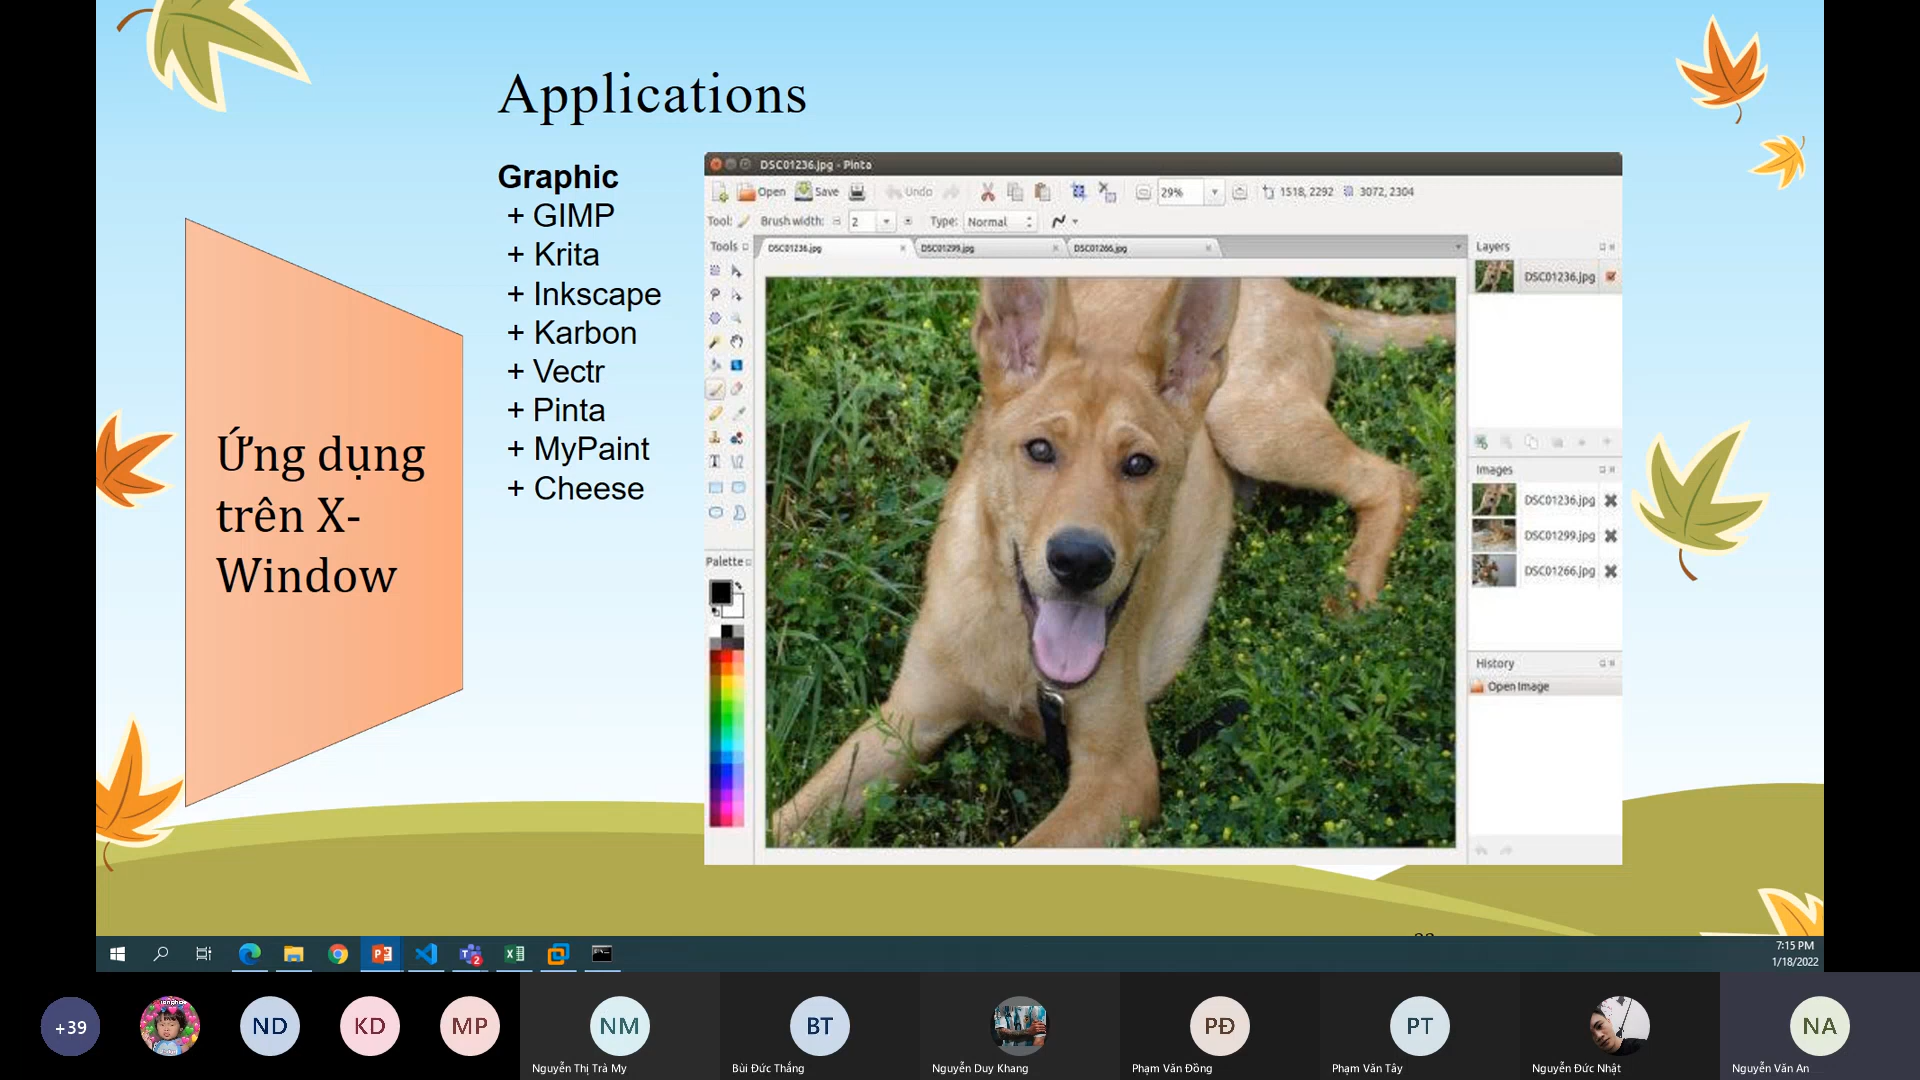 Applications
Graphic
+ GIMP
+ Krita
+ Inkscape
+ Karbon
+ Vectr
+ Pinta
+ MyPaint
+ Cheese
Ứng dụng
trên X-
Window
DSC01236.jpg - Pinta
Open Save Undo 29% 1518, 2292 3072, 2304
Tool: Brush width: 2 Type: Normal
Tools DSC01236.jpg DSC01299.jpg DSC01266.jpg Layers
DSC01236.jpg
Images
DSC01236.jpg
DSC01299.jpg
DSC01266.jpg
Palette
History
Open Image
7:15 PM
1/18/2022
+39 ND KD MP NM BT PĐ PT NA
Nguyễn Thị Trà My Bùi Đức Thắng Nguyễn Duy Khang Phạm Văn Đồng Phạm Văn Tây Nguyễn Đức Nhật Nguyễn Văn An